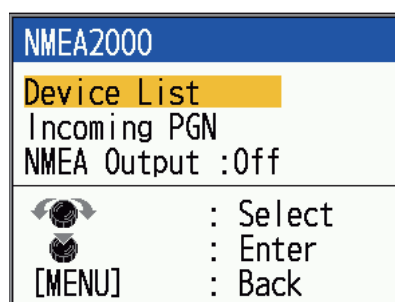 NMEA2000
Device List
Incoming PGN
NMEA Output :Off
: Select
: Enter
[MENU] : Back